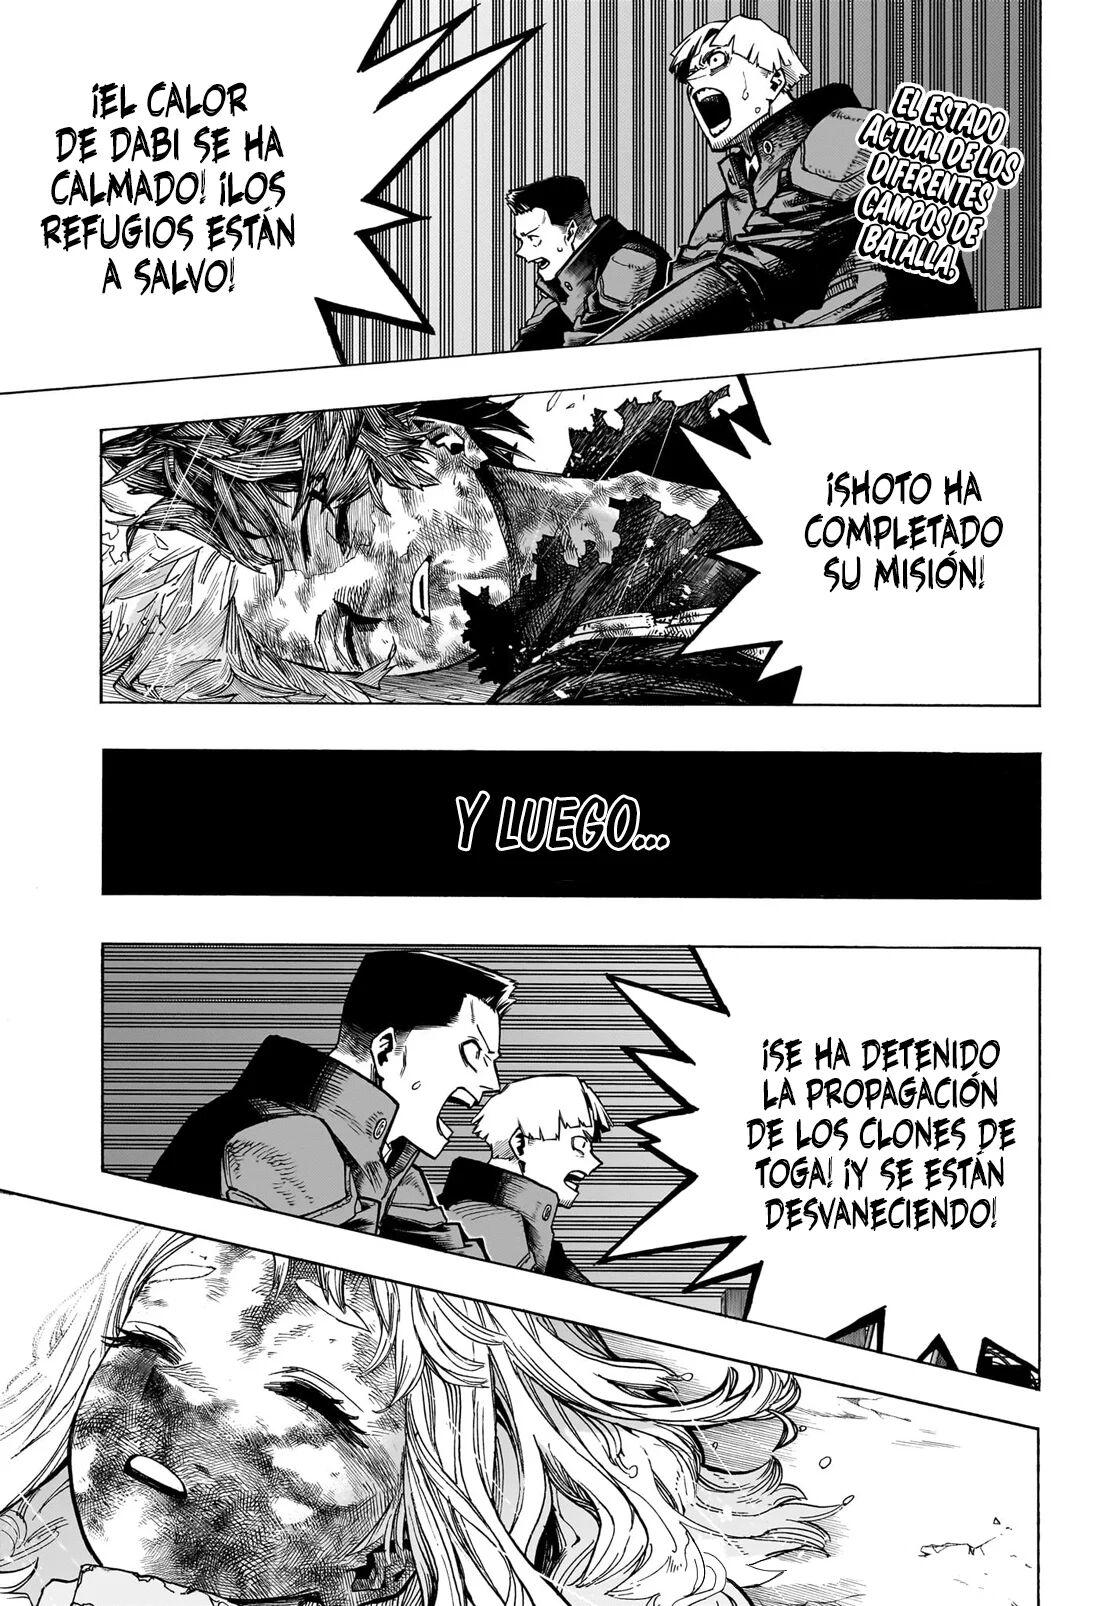 EL ESTADO
ACTUAL DE LOS
DIFERENTES
CAMPOS DE
BATALLA.
¡EL CALOR
DE DABI SE HA
CALMADO! ¡LOS
REFUGIOS ESTÁN
A SALVO!
¡SHOTO HA
COMPLETADO
SU MISIÓN!
Y LUEGO...
¡SE HA DETENIDO
LA PROPAGACIÓN
DE LOS CLONES DE
TOGA! ¡Y SE ESTÁN
DESVANECIENDO!